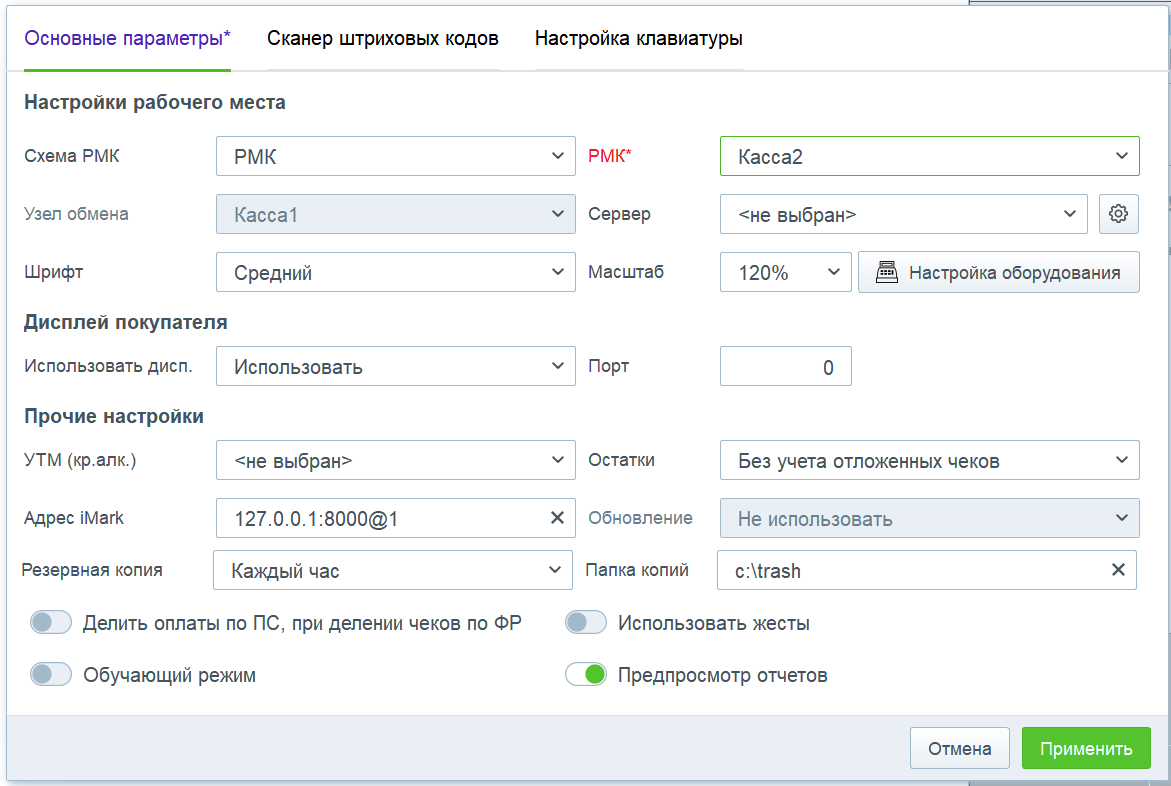 Основные параметры* Сканер штриховых кодов Настройка клавиатуры
Настройки рабочего места
Схема РМК РМК РМК* Касса2
Узел обмена Касса1 Сервер <не выбран>
Шрифт Средний Масштаб 120% Настройка оборудования
Дисплей покупателя
Использовать дисп. Использовать Порт 0
Прочие настройки
УТМ (кр.алк.) <не выбран> Остатки Без учета отложенных чеков
Адрес iMark 127.0.0.1:8000@1 Обновление Не использовать
Резервная копия Каждый час Папка копий c:\trash
Делить оплаты по ПС, при делении чеков по ФР Использовать жесты
Обучающий режим Предпросмотр отчетов
Отмена Применить